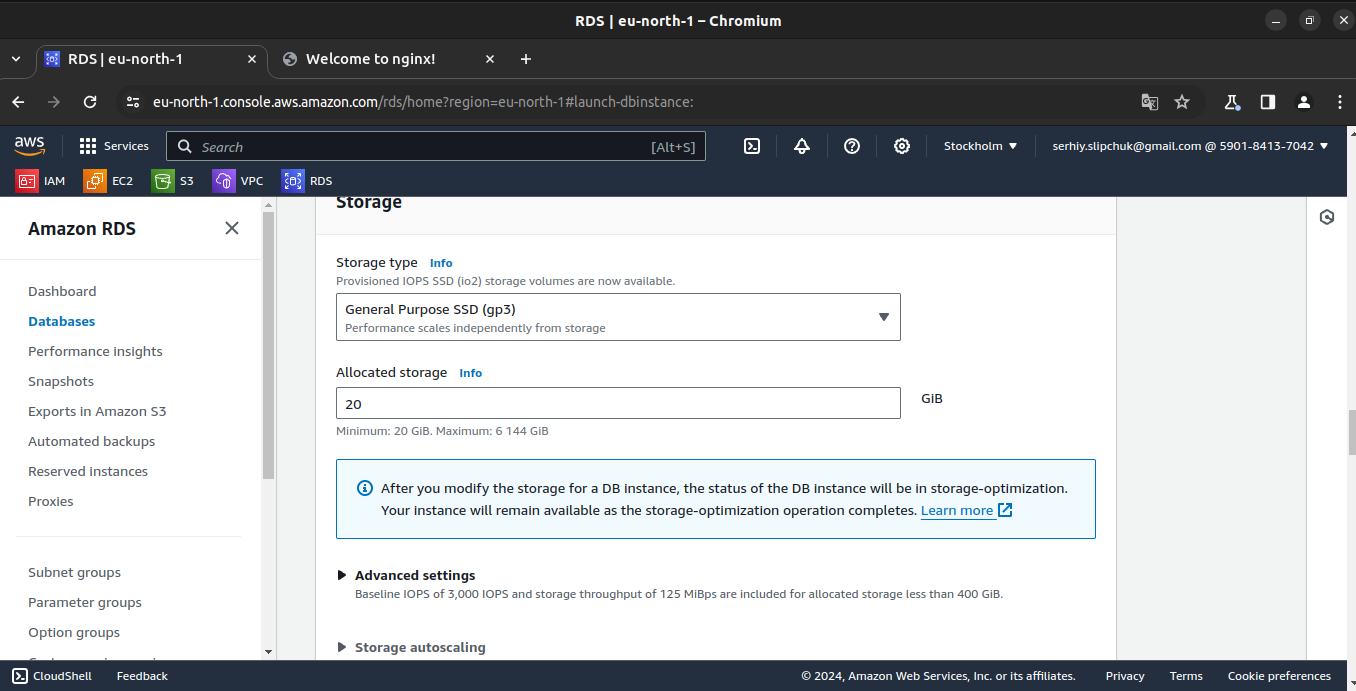 RDS | eu-north-1 – Chromium
RDS | eu-north-1
Welcome to nginx!
eu-north-1.console.aws.amazon.com/rds/home?region=eu-north-1#launch-dbinstance:
aws
Services
Search
[Alt+S]
Stockholm
serhiy.slipchuk@gmail.com @ 5901-8413-7042
IAM
EC2
S3
VPC
RDS
Amazon RDS
Dashboard
Databases
Performance insights
Snapshots
Exports in Amazon S3
Automated backups
Reserved instances
Proxies
Subnet groups
Parameter groups
Option groups
Storage
Storage type Info
Provisioned IOPS SSD (io2) storage volumes are now available.
General Purpose SSD (gp3)
Performance scales independently from storage
Allocated storage Info
20
GiB
Minimum: 20 GiB. Maximum: 6 144 GiB
After you modify the storage for a DB instance, the status of the DB instance will be in storage-optimization.
Your instance will remain available as the storage-optimization operation completes. Learn more
Advanced settings
Baseline IOPS of 3,000 IOPS and storage throughput of 125 MiBps are included for allocated storage less than 400 GiB.
Storage autoscaling
CloudShell
Feedback
© 2024, Amazon Web Services, Inc. or its affiliates.
Privacy
Terms
Cookie preferences